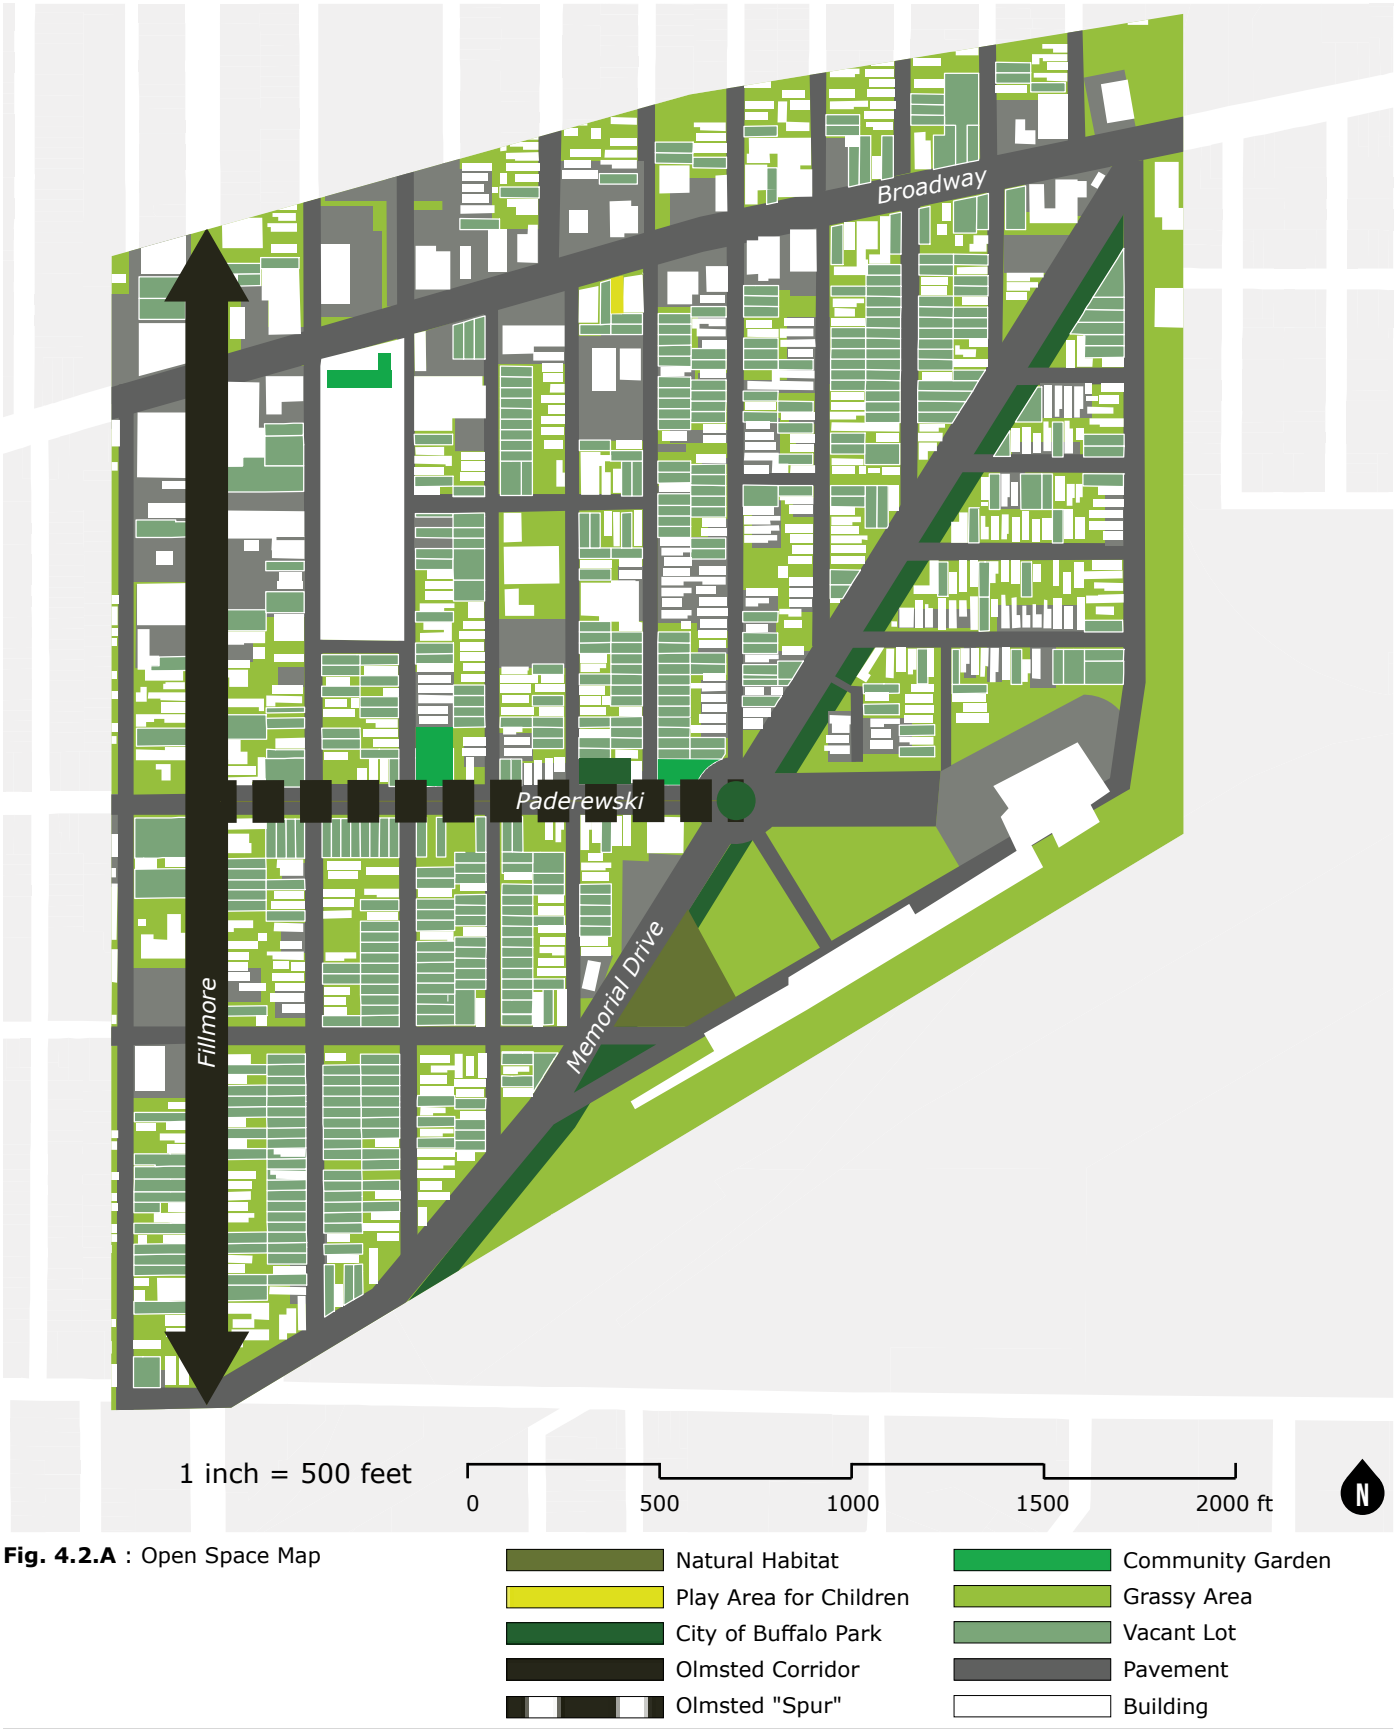 Broadway
Paderewski
Memorial Drive
Fillmore
1 inch = 500 feet
0 500 1000 1500 2000 ft
N
Fig. 4.2.A : Open Space Map
Natural Habitat
Play Area for Children
City of Buffalo Park
Olmsted Corridor
Olmsted "Spur"
Community Garden
Grassy Area
Vacant Lot
Pavement
Building